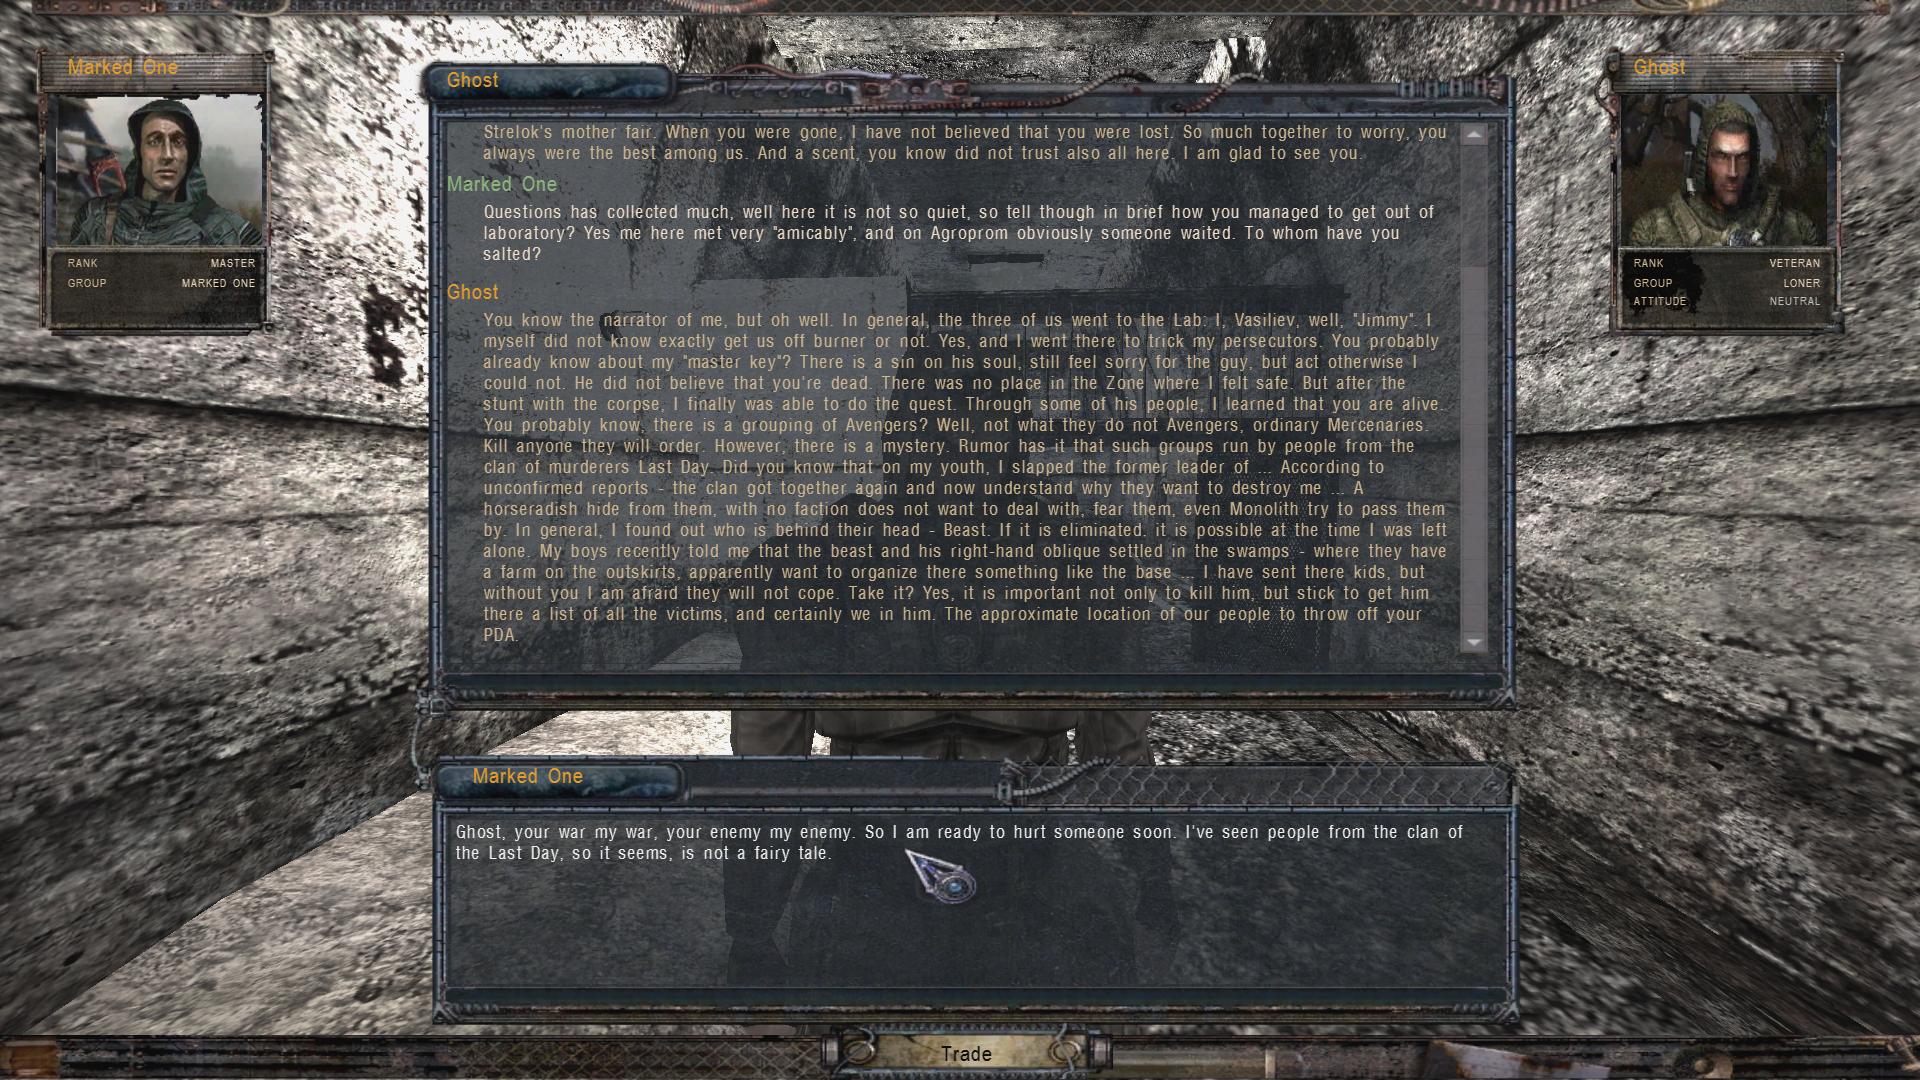 Marked One
RANK MASTER
GROUP MARKED ONE
Ghost
Strelok's mother fair. When you were gone, I have not believed that you were lost. So much together to worry, you
always were the best among us. And a scent, you know did not trust also all here. I am glad to see you.
Marked One
Questions has collected much, well here it is not so quiet, so tell though in brief how you managed to get out of
laboratory? Yes me here met very "amicably", and on Agroprom obviously someone waited. To whom have you
salted?
Ghost
You know the narrator of me, but oh well. In general, the three of us went to the Lab: I, Vasiliev, well, "Jimmy". I
myself did not know exactly get us off burner or not. Yes, and I went there to trick my persecutors. You probably
already know about my "master key"? There is a sin on his soul, still feel sorry for the guy, but act otherwise I
could not. He did not believe that you're dead. There was no place in the Zone where I felt safe. But after the
stunt with the corpse, I finally was able to do the quest. Through some of his people, I learned that you are alive.
You probably know, there is a grouping of Avengers? Well, not what they do not Avengers, ordinary Mercenaries.
Kill anyone they will order. However, there is a mystery. Rumor has it that such groups run by people from the
clan of murderers Last Day. Did you know that on my youth, I slapped the former leader of ... According to
unconfirmed reports - the clan got together again and now understand why they want to destroy me ... A
horseradish hide from them, with no faction does not want to deal with, fear them, even Monolith try to pass them
by. In general, I found out who is behind their head - Beast. If it is eliminated. it is possible at the time I was left
alone. My boys recently told me that the beast and his right-hand oblique settled in the swamps - where they have
a farm on the outskirts, apparently want to organize there something like the base ... I have sent there kids, but
without you I am afraid they will not cope. Take it? Yes, it is important not only to kill him, but stick to get him
there a list of all the victims, and certainly we in him. The approximate location of our people to throw off your
PDA.
Ghost
RANK VETERAN
GROUP LONER
ATTITUDE NEUTRAL
Marked One
Ghost, your war my war, your enemy my enemy. So I am ready to hurt someone soon. I've seen people from the clan of
the Last Day, so it seems, is not a fairy tale.
Trade